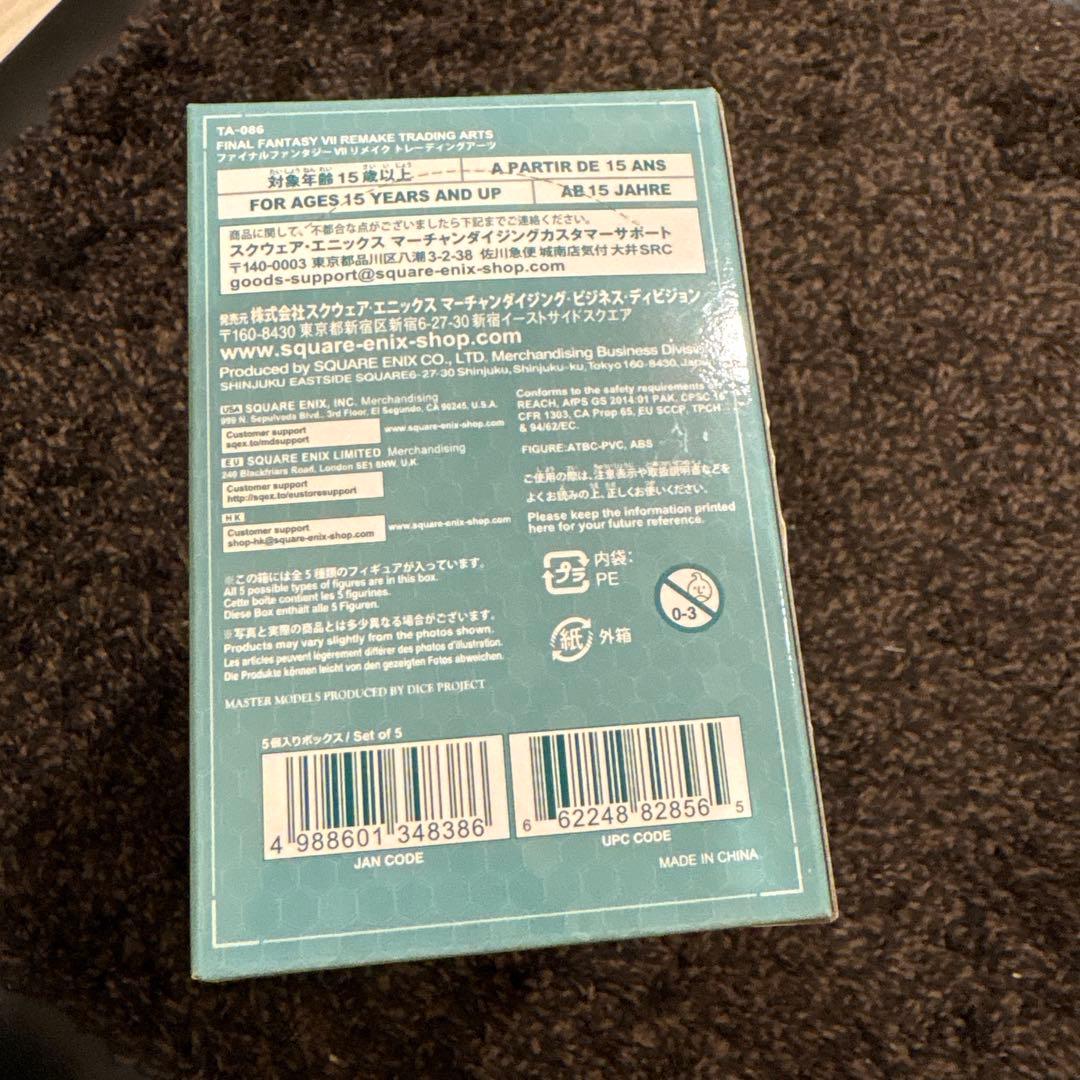 TA-086
FINAL FANTASY VII REMAKE TRADING ARTS
ファイナルファンタジーVII リメイク トレーディングアーツ
対象年齢15歳以上
A PARTIR DE 15 ANS
FOR AGES 15 YEARS AND UP
AB 15 JAHRE
商品に関して、不都合な点がございましたら下記までご連絡ください。
スクウェア・エニックス マーチャンダイジングカスタマーサポート
〒140-0003 東京都品川区八潮3-2-38 佐川急便 城南店気付 大井SRC
goods-support@square-enix-shop.com
発売元 株式会社スクウェア・エニックス マーチャンダイジング・ビジネス・ディビジョン
〒160-8430 東京都新宿区新宿6-27-30 新宿イーストサイドスクエア
www.square-enix-shop.com
Produced by SQUARE ENIX CO., LTD. Merchandising Business Division
SHINJUKU EASTSIDE SQUARE6-27-30 Shinjuku, Shinjuku-ku, Tokyo 160-8430, Japan
USA SQUARE ENIX, INC. Merchandising
999 N. Sepulveda Blvd., 3rd Floor, El Segundo, CA 90245, U.S.A.
Customer support
sqex.to/mdsupport
www.square-enix-shop.com
EU SQUARE ENIX LIMITED Merchandising
240 Blackfriars Road, London SE1 8NW, U.K.
Customer support
http://sqex.to/eustoresupport
HK
Customer support
shop-hk@square-enix-shop.com
www.square-enix-shop.com
Conforms to the safety requirements
REACH, AfPS GS 2014:01 PAK, CPSC 16
CFR 1303, CA Prop 65, EU SCCP, TPCH
& 94/62/EC.
FIGURE:ATBC-PVC, ABS
ご使用の際は、注意表示や取扱説明書などを
よくお読みの上、正しくお使いください。
Please keep the information printed
here for your future reference.
プラ
内袋:
PE
0-3
紙
外箱
※この箱には全5種類のフィギュアが入っています。
All 5 possible types of figures are in this box.
Cette boîte contient les 5 figurines.
Diese Box enthält alle 5 Figuren.
※写真と実際の商品とは多少異なる場合がございます。
Products may vary slightly from the photos shown.
Les articles peuvent légèrement différer des photos d'illustration.
Die Produkte können leicht von den gezeigten Fotos abweichen.
MASTER MODELS PRODUCED BY DICE PROJECT
5個入りボックス / Set of 5
4 988601 348386
JAN CODE
6 62248 82856 5
UPC CODE
MADE IN CHINA